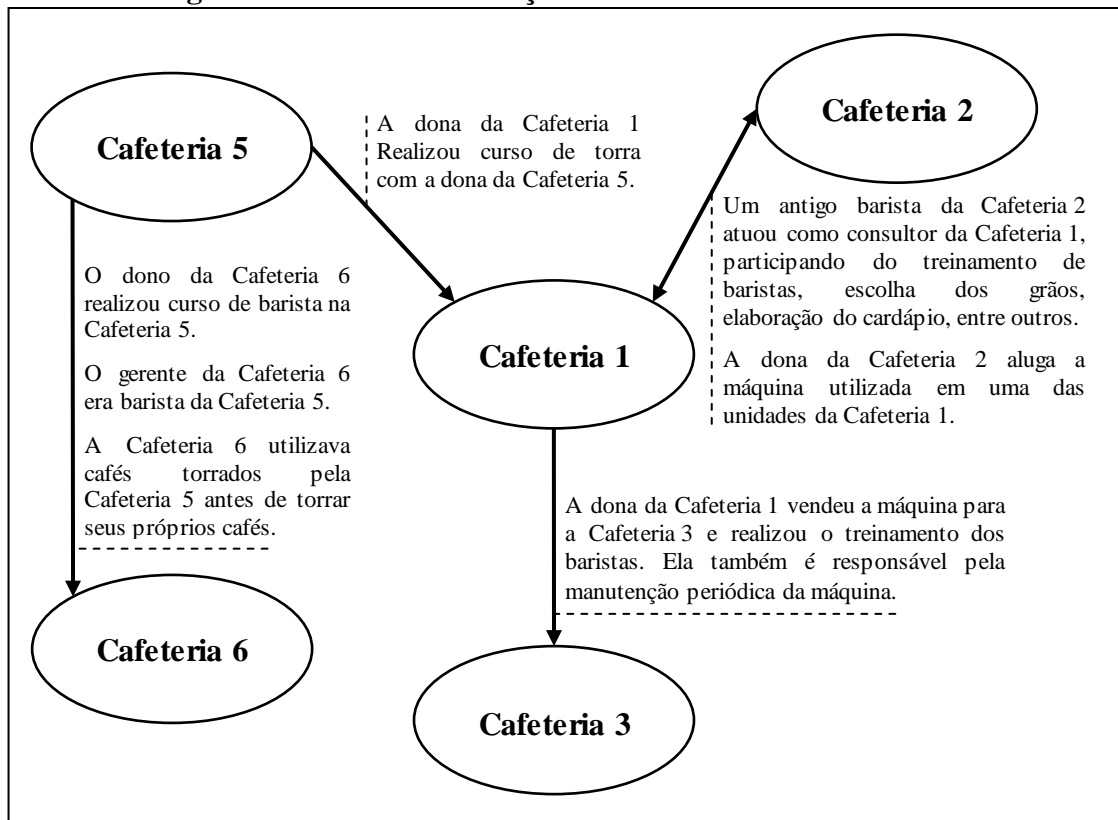 Cafeteria 5
Cafeteria 2
A dona da Cafeteria 1
Realizou curso de torra
com a dona da Cafeteria 5.
Um antigo barista da Cafeteria 2
atuou como consultor da Cafeteria 1,
participando do treinamento de
baristas, escolha dos grãos,
elaboração do cardápio, entre outros.
A dona da Cafeteria 2 aluga a
máquina utilizada em uma das
unidades da Cafeteria 1.
O dono da Cafeteria 6
realizou curso de barista na
Cafeteria 5.
O gerente da Cafeteria 6
era barista da Cafeteria 5.
A Cafeteria 6 utilizava
cafés torrados pela
Cafeteria 5 antes de torrar
seus próprios cafés.
Cafeteria 1
A dona da Cafeteria 1 vendeu a máquina para
a Cafeteria 3 e realizou o treinamento dos
baristas. Ela também é responsável pela
manutenção periódica da máquina.
Cafeteria 6
Cafeteria 3